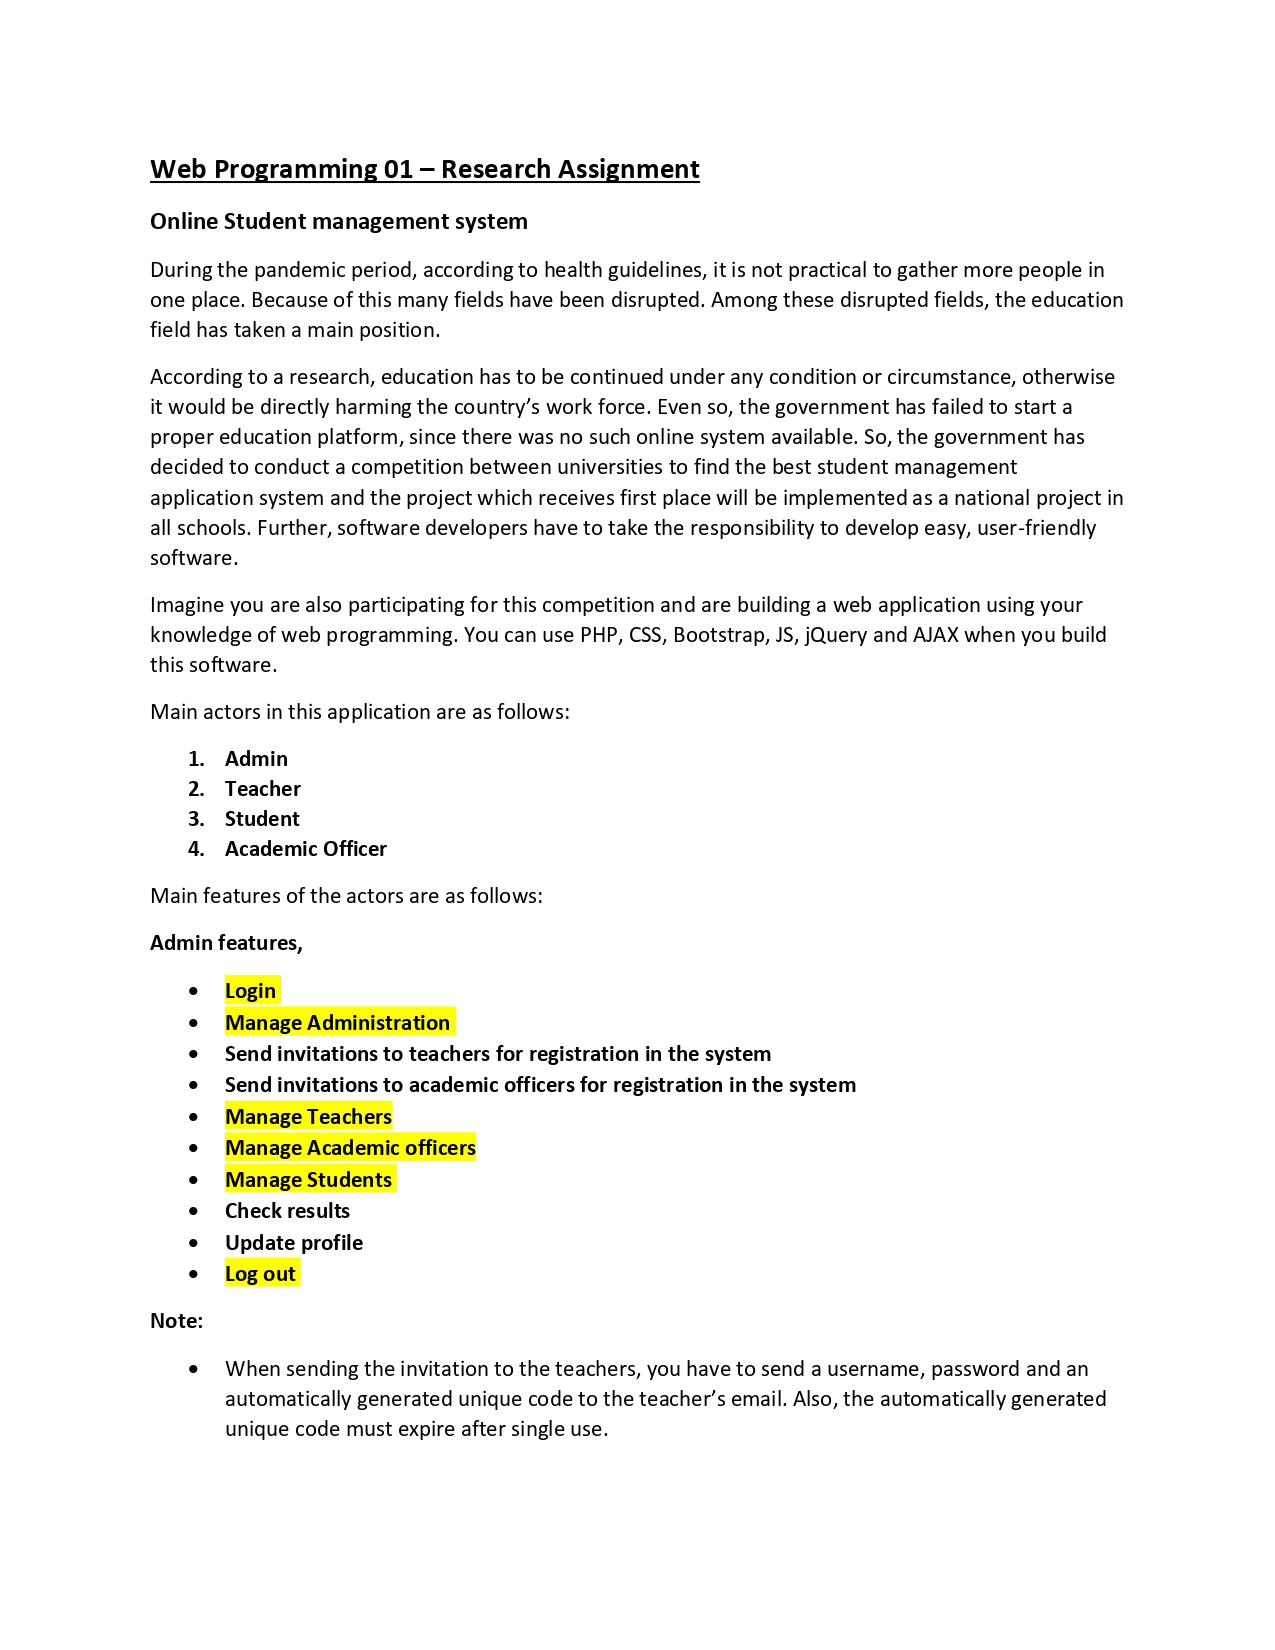 Web Programming 01 – Research Assignment
Online Student management system
During the pandemic period, according to health guidelines, it is not practical to gather more people in
one place. Because of this many fields have been disrupted. Among these disrupted fields, the education
field has taken a main position.
According to a research, education has to be continued under any condition or circumstance, otherwise
it would be directly harming the country’s work force. Even so, the government has failed to start a
proper education platform, since there was no such online system available. So, the government has
decided to conduct a competition between universities to find the best student management
application system and the project which receives first place will be implemented as a national project in
all schools. Further, software developers have to take the responsibility to develop easy, user-friendly
software.
Imagine you are also participating for this competition and are building a web application using your
knowledge of web programming. You can use PHP, CSS, Bootstrap, JS, jQuery and AJAX when you build
this software.
Main actors in this application are as follows:
1. Admin
2. Teacher
3. Student
4. Academic Officer
Main features of the actors are as follows:
Admin features,
• Login
• Manage Administration
• Send invitations to teachers for registration in the system
• Send invitations to academic officers for registration in the system
• Manage Teachers
• Manage Academic officers
• Manage Students
• Check results
• Update profile
• Log out
Note:
• When sending the invitation to the teachers, you have to send a username, password and an
automatically generated unique code to the teacher’s email. Also, the automatically generated
unique code must expire after single use.